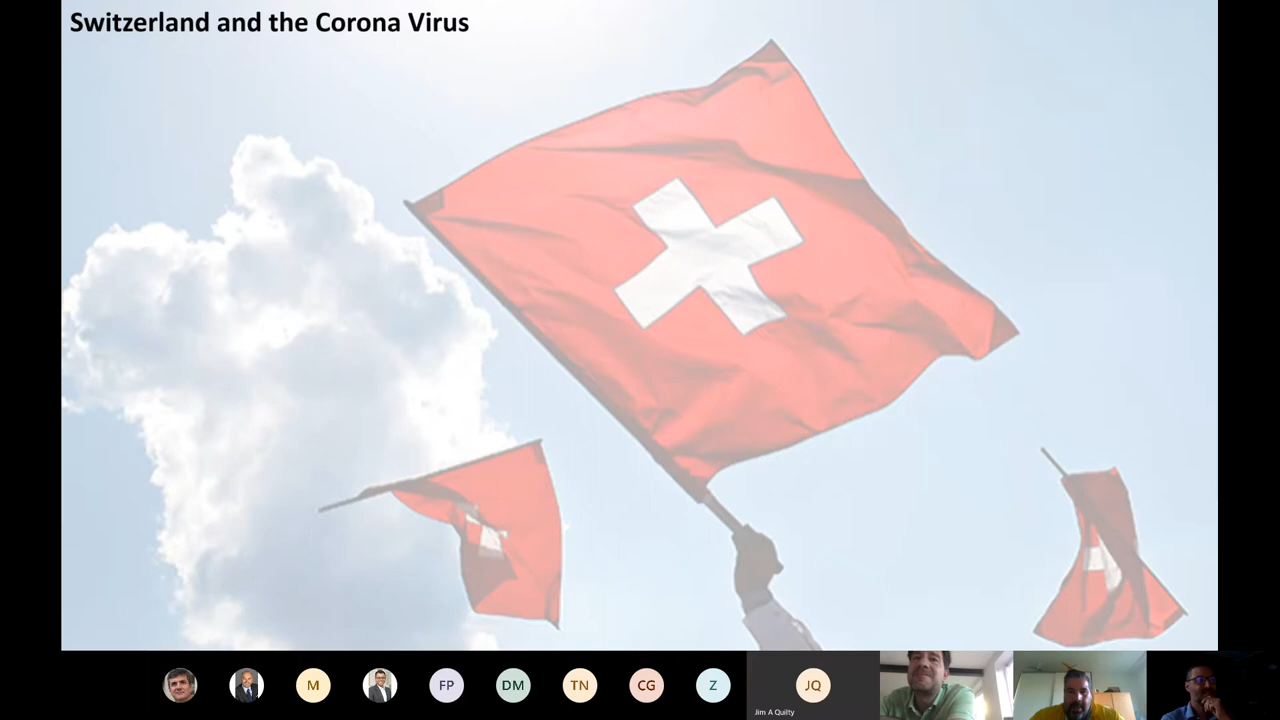 Switzerland and the Corona Virus
M
FP
DM
TN
CG
Z
JQ
Jim A Quilty